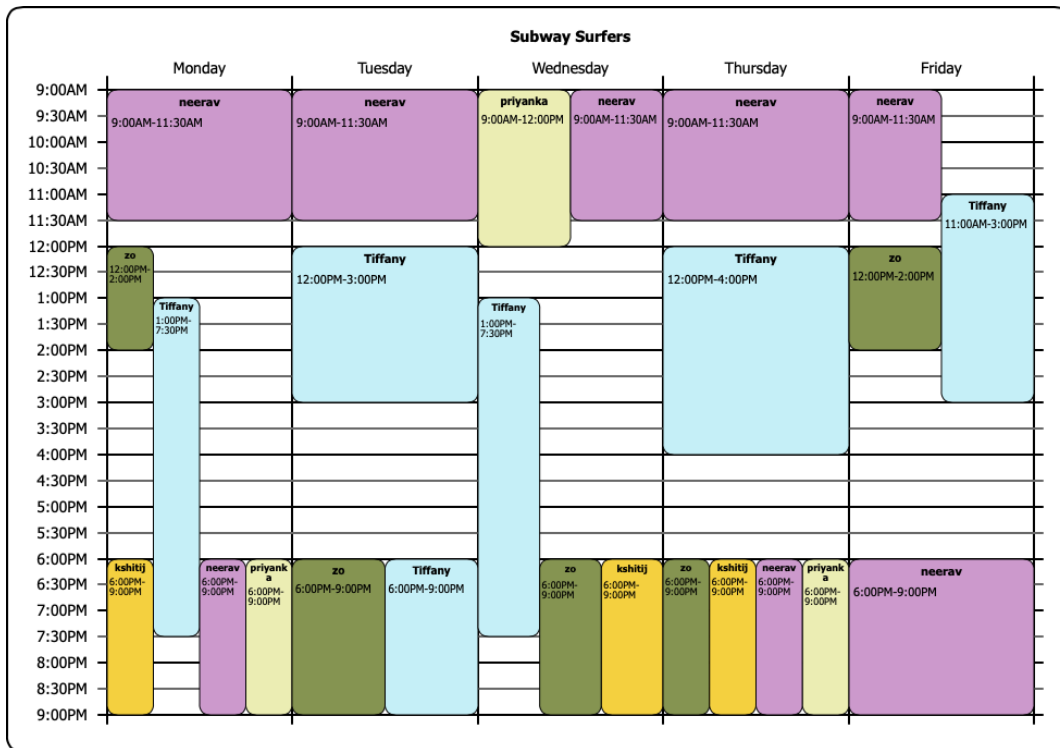 Subway Surfers
Monday Tuesday Wednesday Thursday Friday
9:00AM
9:30AM
10:00AM
10:30AM
11:00AM
11:30AM
12:00PM
12:30PM
1:00PM
1:30PM
2:00PM
2:30PM
3:00PM
3:30PM
4:00PM
4:30PM
5:00PM
5:30PM
6:00PM
6:30PM
7:00PM
7:30PM
8:00PM
8:30PM
9:00PM
neerav
9:00AM-11:30AM
zo
12:00PM-
2:00PM
Tiffany
1:00PM-
7:30PM
kshitij
6:00PM-
9:00PM
neerav
6:00PM-
9:00PM
priyank
a
6:00PM-
9:00PM
neerav
9:00AM-11:30AM
Tiffany
12:00PM-3:00PM
zo
6:00PM-9:00PM
Tiffany
6:00PM-9:00PM
priyanka
9:00AM-12:00PM
neerav
9:00AM-11:30AM
Tiffany
1:00PM-
7:30PM
zo
6:00PM-
9:00PM
kshitij
6:00PM-
9:00PM
neerav
9:00AM-11:30AM
Tiffany
12:00PM-4:00PM
zo
6:00PM-
9:00PM
kshitij
6:00PM-
9:00PM
neerav
6:00PM-
9:00PM
priyank
a
6:00PM-
9:00PM
neerav
9:00AM-11:30AM
Tiffany
11:00AM-3:00PM
zo
12:00PM-2:00PM
neerav
6:00PM-9:00PM